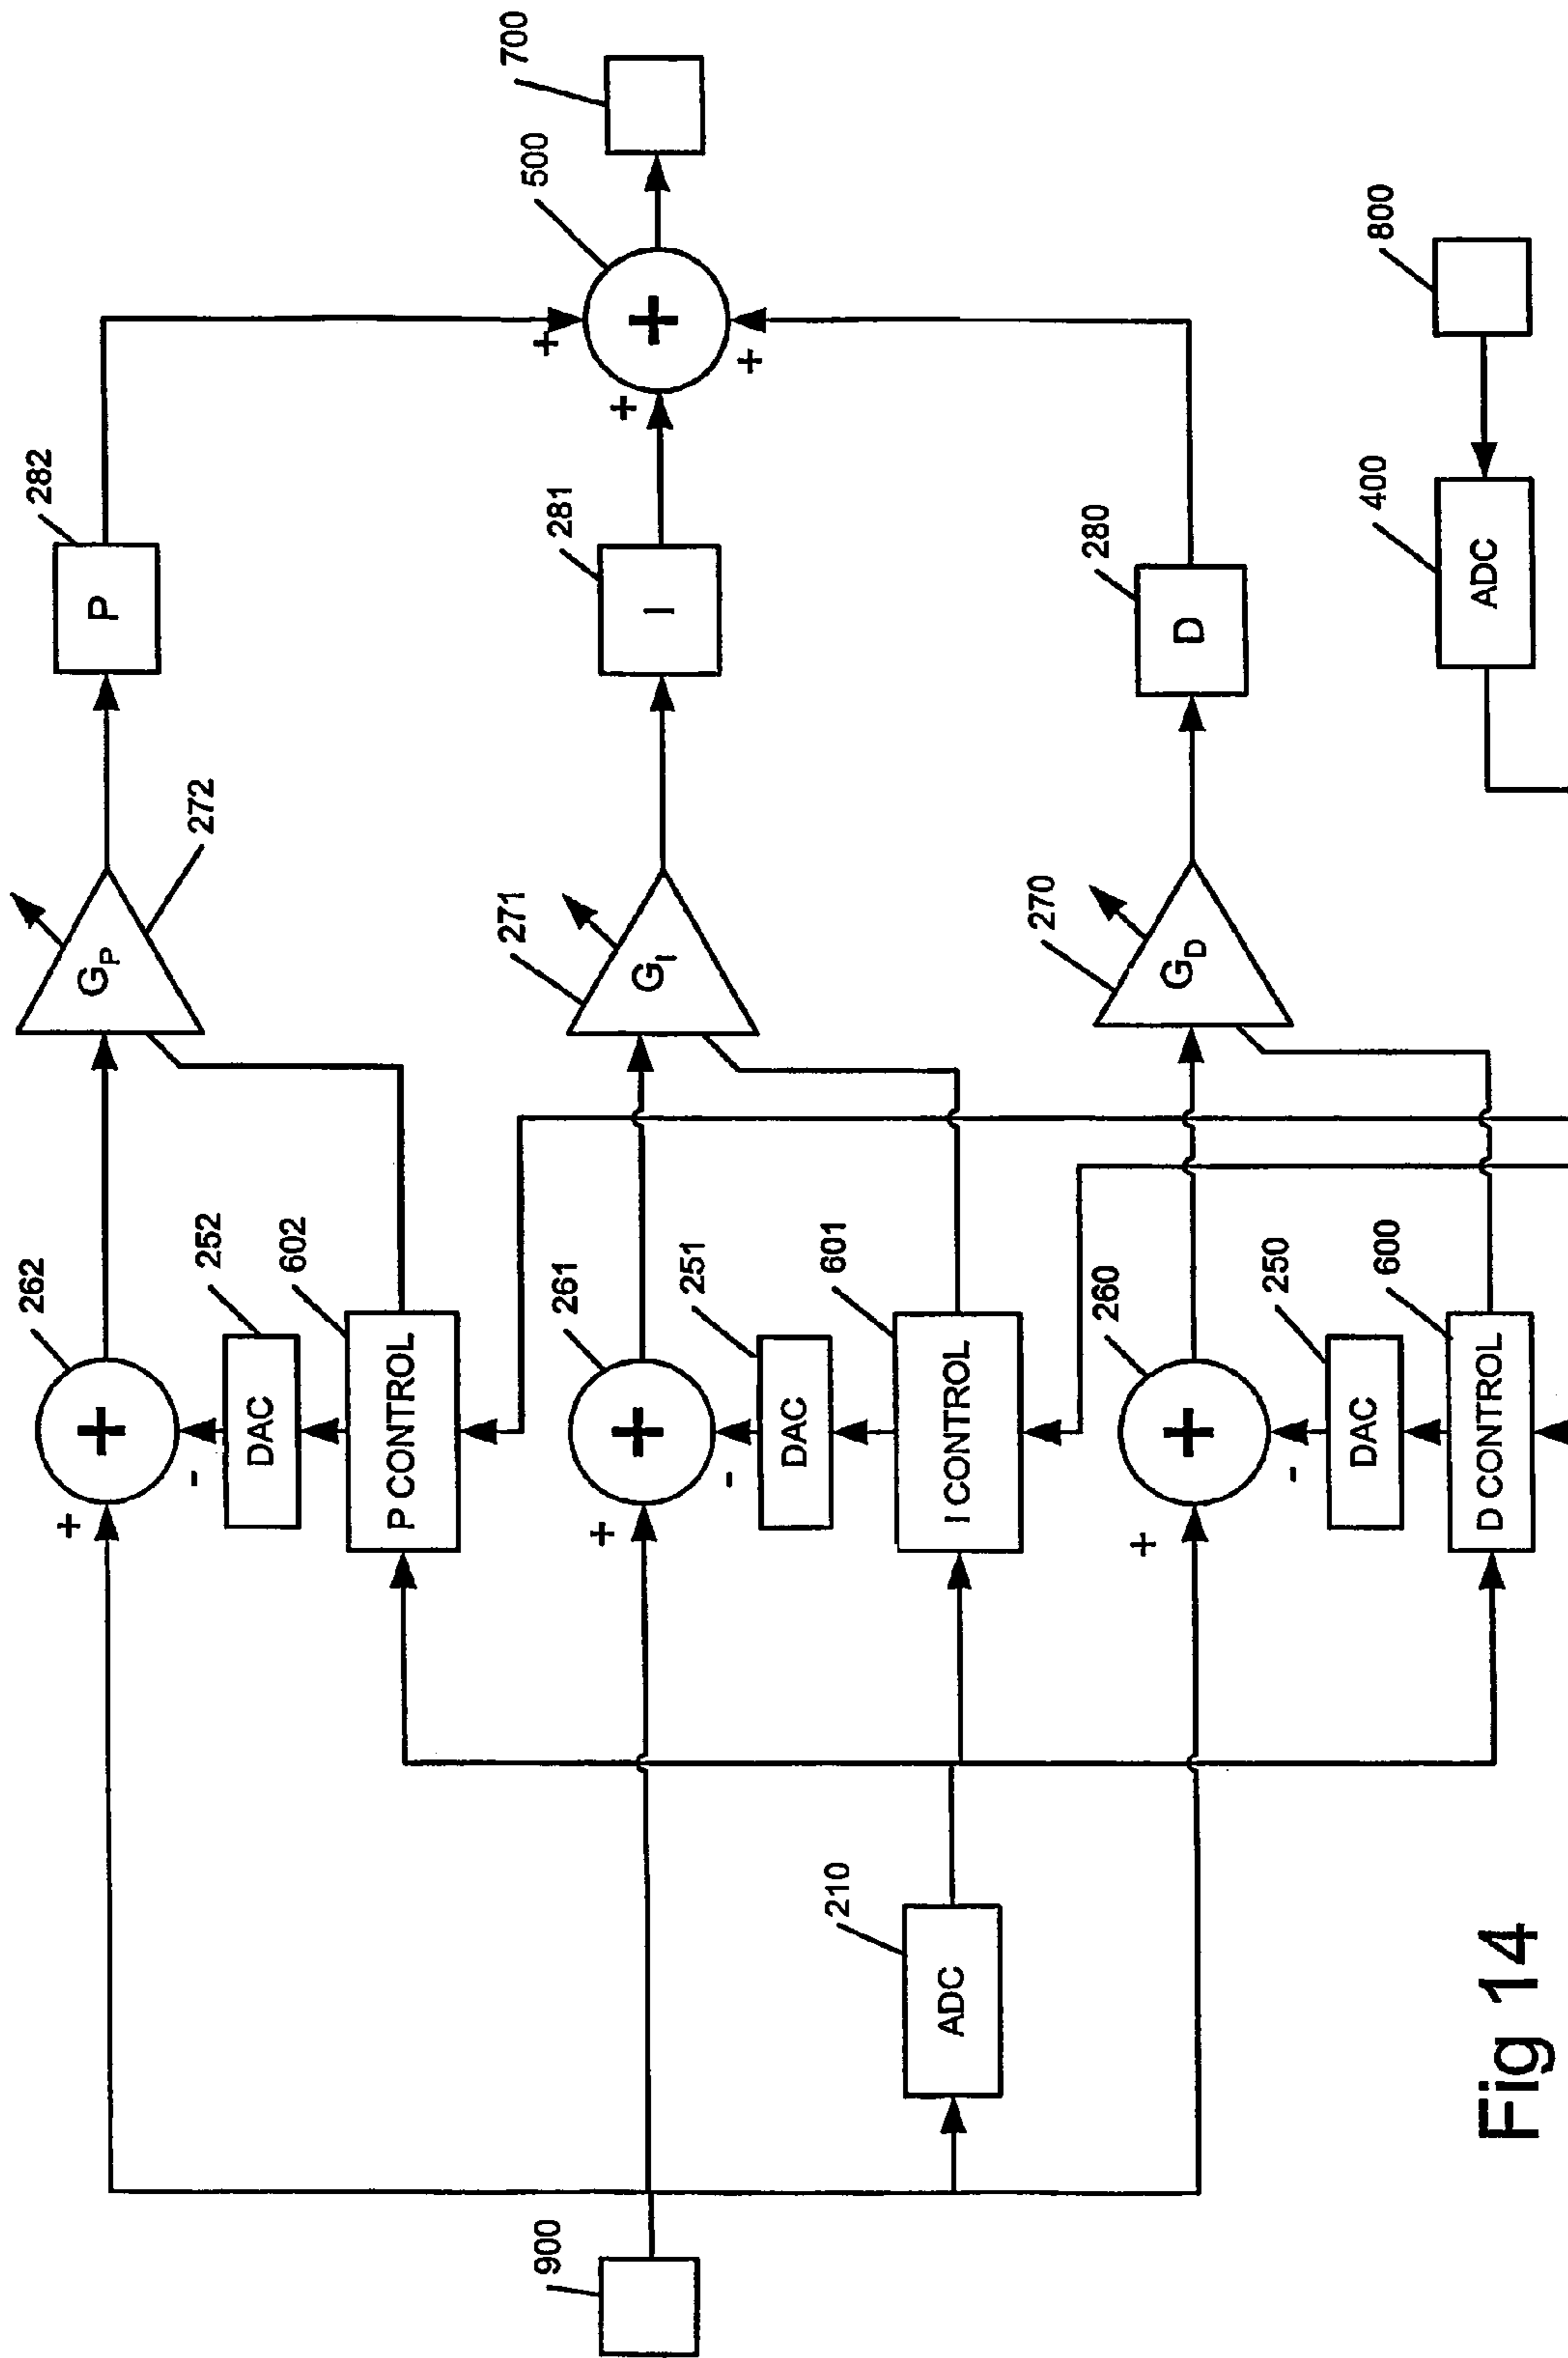 700
500
+
+
+
+
800
282
P
281
I
280
D
400
ADC
272
GP
271
GI
270
GD
262
+
+
-
252
DAC
602
P CONTROL
261
+
+
-
251
DAC
601
I CONTROL
260
+
+
-
250
DAC
600
D CONTROL
210
ADC
900
Fig 14